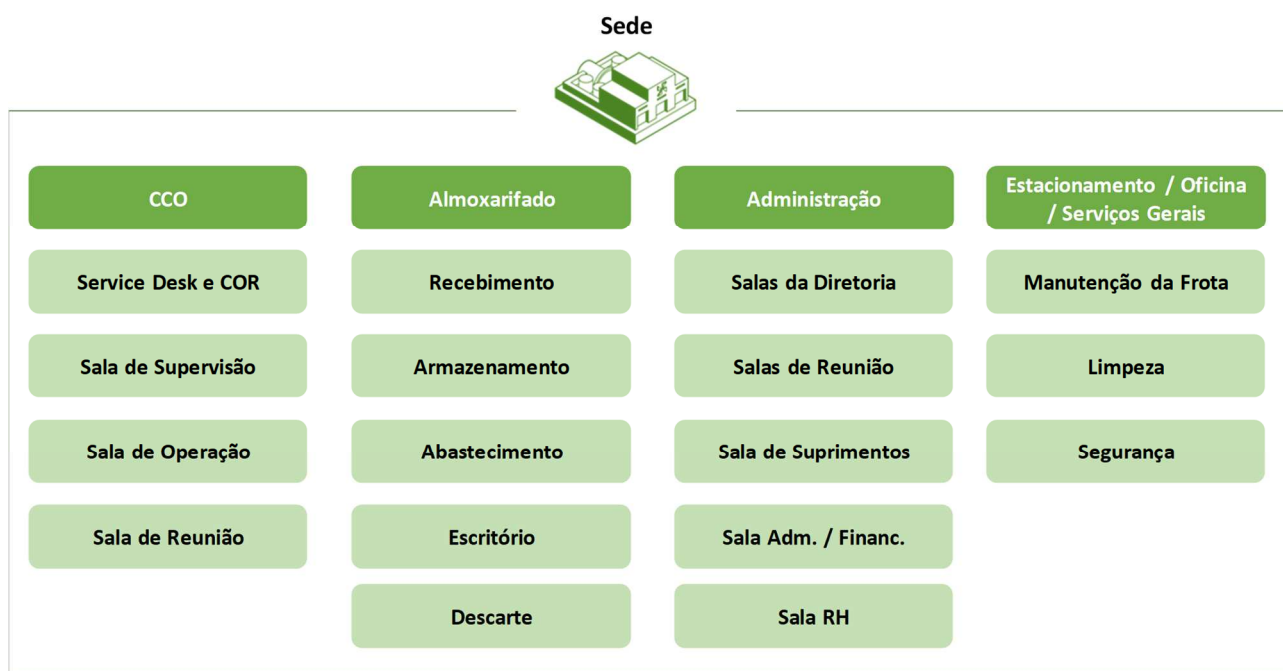 Sede
CCO
Almoxarifado
Administração
Estacionamento / Oficina
/ Serviços Gerais
Service Desk e COR
Recebimento
Salas da Diretoria
Manutenção da Frota
Sala de Supervisão
Armazenamento
Salas de Reunião
Limpeza
Sala de Operação
Abastecimento
Sala de Suprimentos
Segurança
Sala de Reunião
Escritório
Sala Adm. / Financ.
Descarte
Sala RH